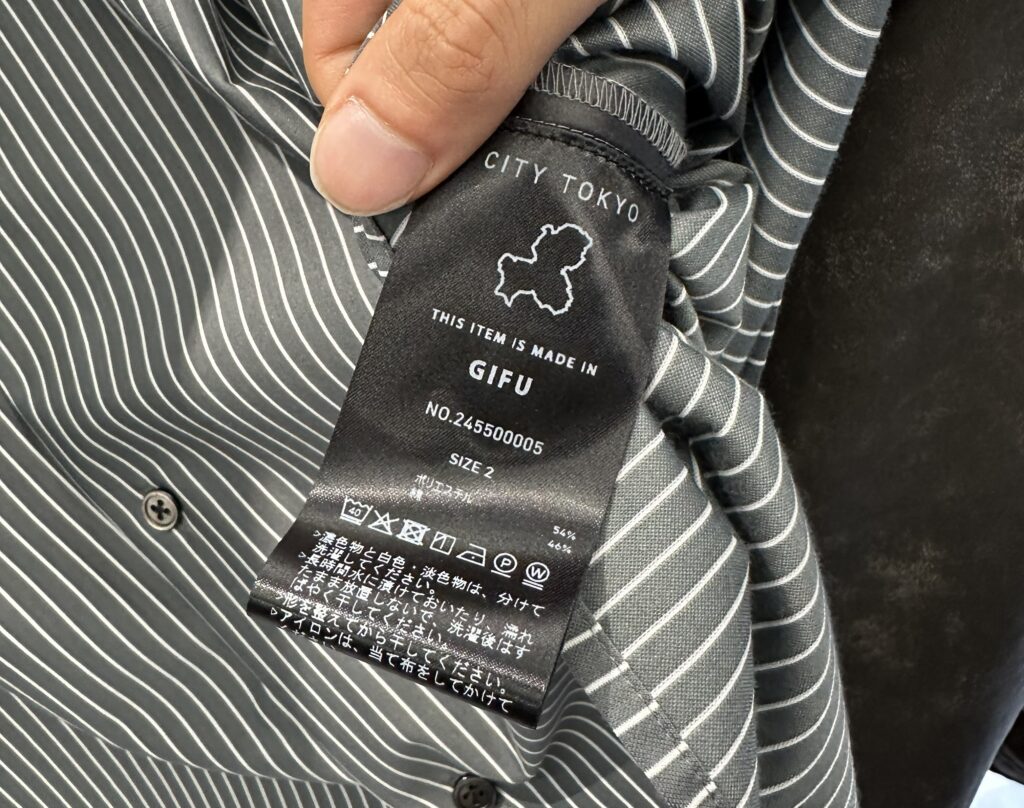 CITY TOKYO
THIS ITEM IS MADE IN
GIFU
NO.245500005
SIZE 2
ポリエステル 54%
綿 46%
40
P
W
>濃色物と白色・淡色物は、分けて
洗濯してください。
>長時間水に漬けておいたり、濡れ
たまま放置しないで、洗濯後はす
ばやく干してください。
形を整えてから干してください。
>アイロンは、当て布をしてかけて